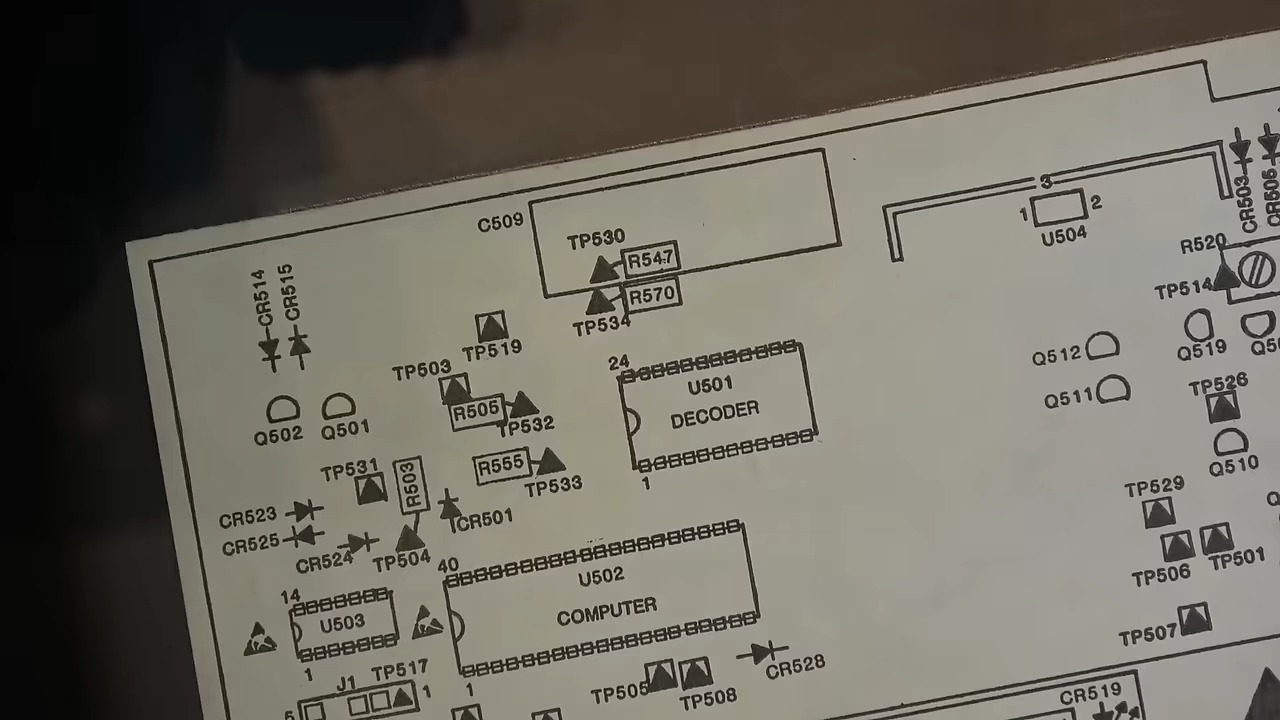 C509
TP530
R547
R570
TP534
3
1
2
U504
CR503
CR505
R520
TP514
CR514
CR515
TP519
TP503
R505
TP532
24
U501
DECODER
1
Q512
Q519
Q511
TP526
Q510
Q502
Q501
TP531
R503
R555
TP533
CR523
CR525
CR524
TP504
CR501
TP529
TP506
TP501
TP507
40
U502
COMPUTER
1
14
U503
1
J1
TP517
1
TP505
TP508
CR528
CR519